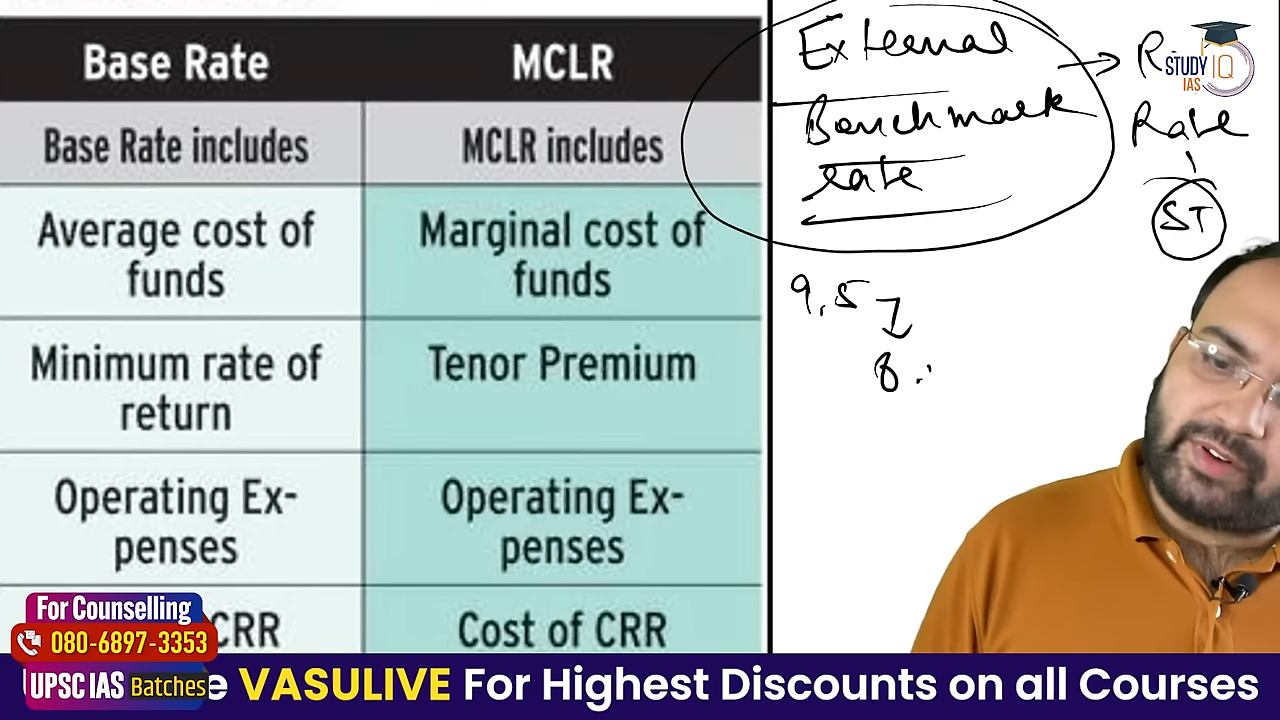 Base Rate
MCLR
Base Rate includes
MCLR includes
Average cost of
funds
Marginal cost of
funds
Minimum rate of
return
Tenor Premium
Operating Ex-
penses
Operating Ex-
penses
CRR
Cost of CRR
External
Benchmark
rate
R
Rate
ST
9.5
8.
STUDY IQ
IAS
For Counselling
080-6897-3353
UPSC IAS Batches
e VASULIVE For Highest Discounts on all Courses